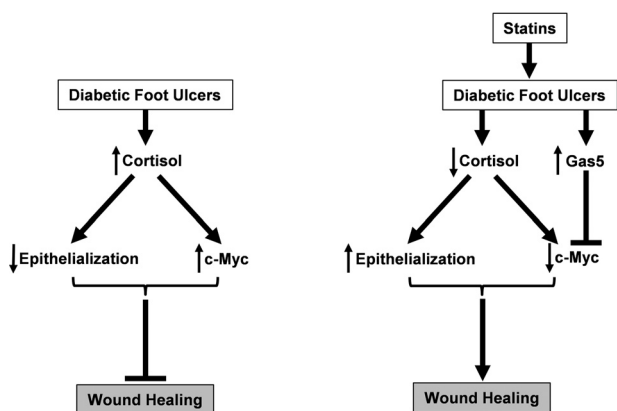 Diabetic Foot Ulcers
Cortisol
Epithelialization
c-Myc
Wound Healing
Statins
Diabetic Foot Ulcers
Cortisol
Gas5
Epithelialization
c-Myc
Wound Healing